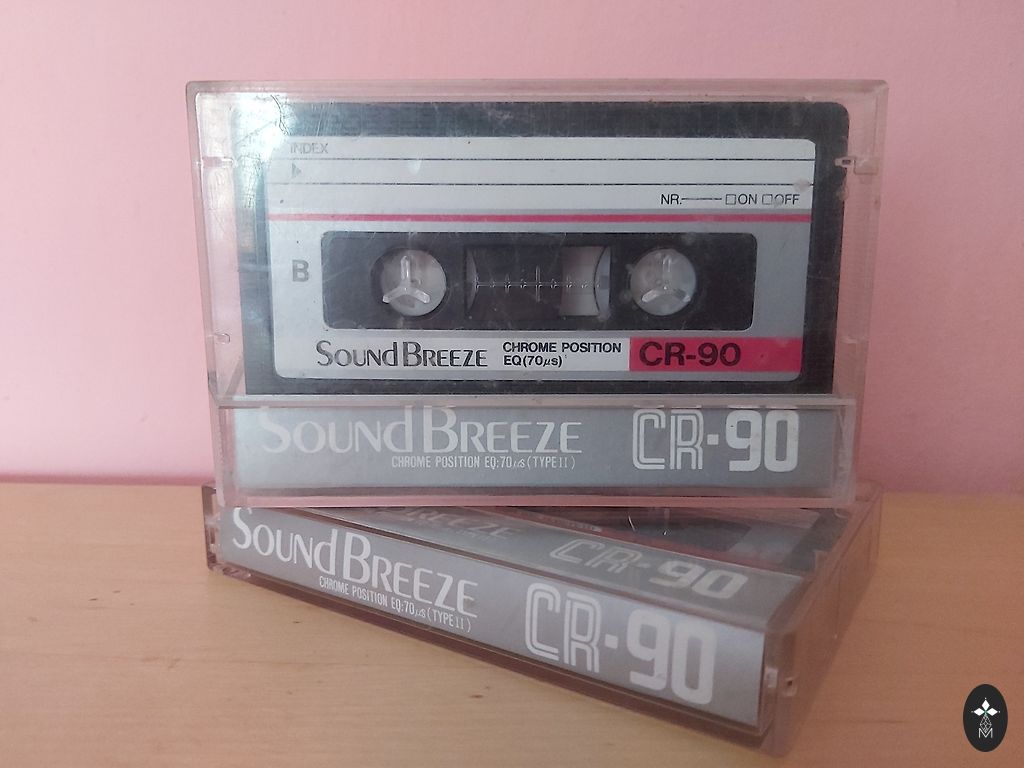 INDEX
NR. ☐ON ☐OFF
B
SOUND BREEZE
CHROME POSITION
EQ(70μs)
CR-90
SOUND BREEZE
CHROME POSITION EQ:70μs(TYPE II)
CR-90
BREEZE
CR-90
SOUND BREEZE
CHROME POSITION EQ:70μs(TYPE II)
CR-90
M